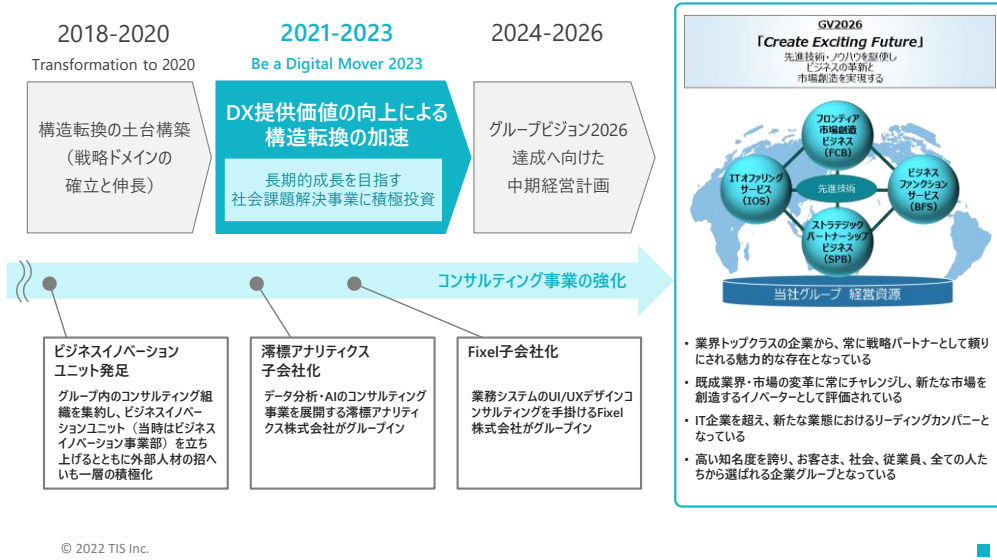 2018-2020
Transformation to 2020
構造転換の土台構築
（戦略ドメインの
確立と伸長）
2021-2023
Be a Digital Mover 2023
DX提供価値の向上による
構造転換の加速
長期的成長を目指す
社会課題解決事業に積極投資
2024-2026
グループビジョン2026
達成へ向けた
中期経営計画
コンサルティング事業の強化
ビジネスイノベーション
ユニット発足
グループ内のコンサルティング組
織を集約し、ビジネスイノベー
ションユニット（当時はビジネス
イノベーション事業部）を立ち
上げるとともに外部人材の招へ
いも一層の積極化
澪標アナリティクス
子会社化
データ分析・AIのコンサルティング
事業を展開する澪標アナリティ
クス株式会社がグループイン
Fixel子会社化
業務システムのUI/UXデザインコ
ンサルティングを手掛けるFixel
株式会社がグループイン
GV2026
「Create Exciting Future」
先進技術・ノウハウを駆使し
ビジネスの革新と
市場創造を実現する
フロンティア
市場創造
ビジネス
(FCB)
ITオファリング
サービス
(IOS)
先進技術
ビジネス
ファンクション
サービス
(BFS)
ストラテジック
パートナーシップ
ビジネス
(SPB)
当社グループ 経営資源
• 業界トップクラスの企業から、常に戦略パートナーとして頼り
にされる魅力的な存在となっている
• 既成業界・市場の変革に常にチャレンジし、新たな市場を
創造するイノベーターとして評価されている
• IT企業を超え、新たな業態におけるリーディングカンパニーと
なっている
• 高い知名度を誇り、お客さま、社会、従業員、全ての人た
ちから選ばれる企業グループとなっている
© 2022 TIS Inc.